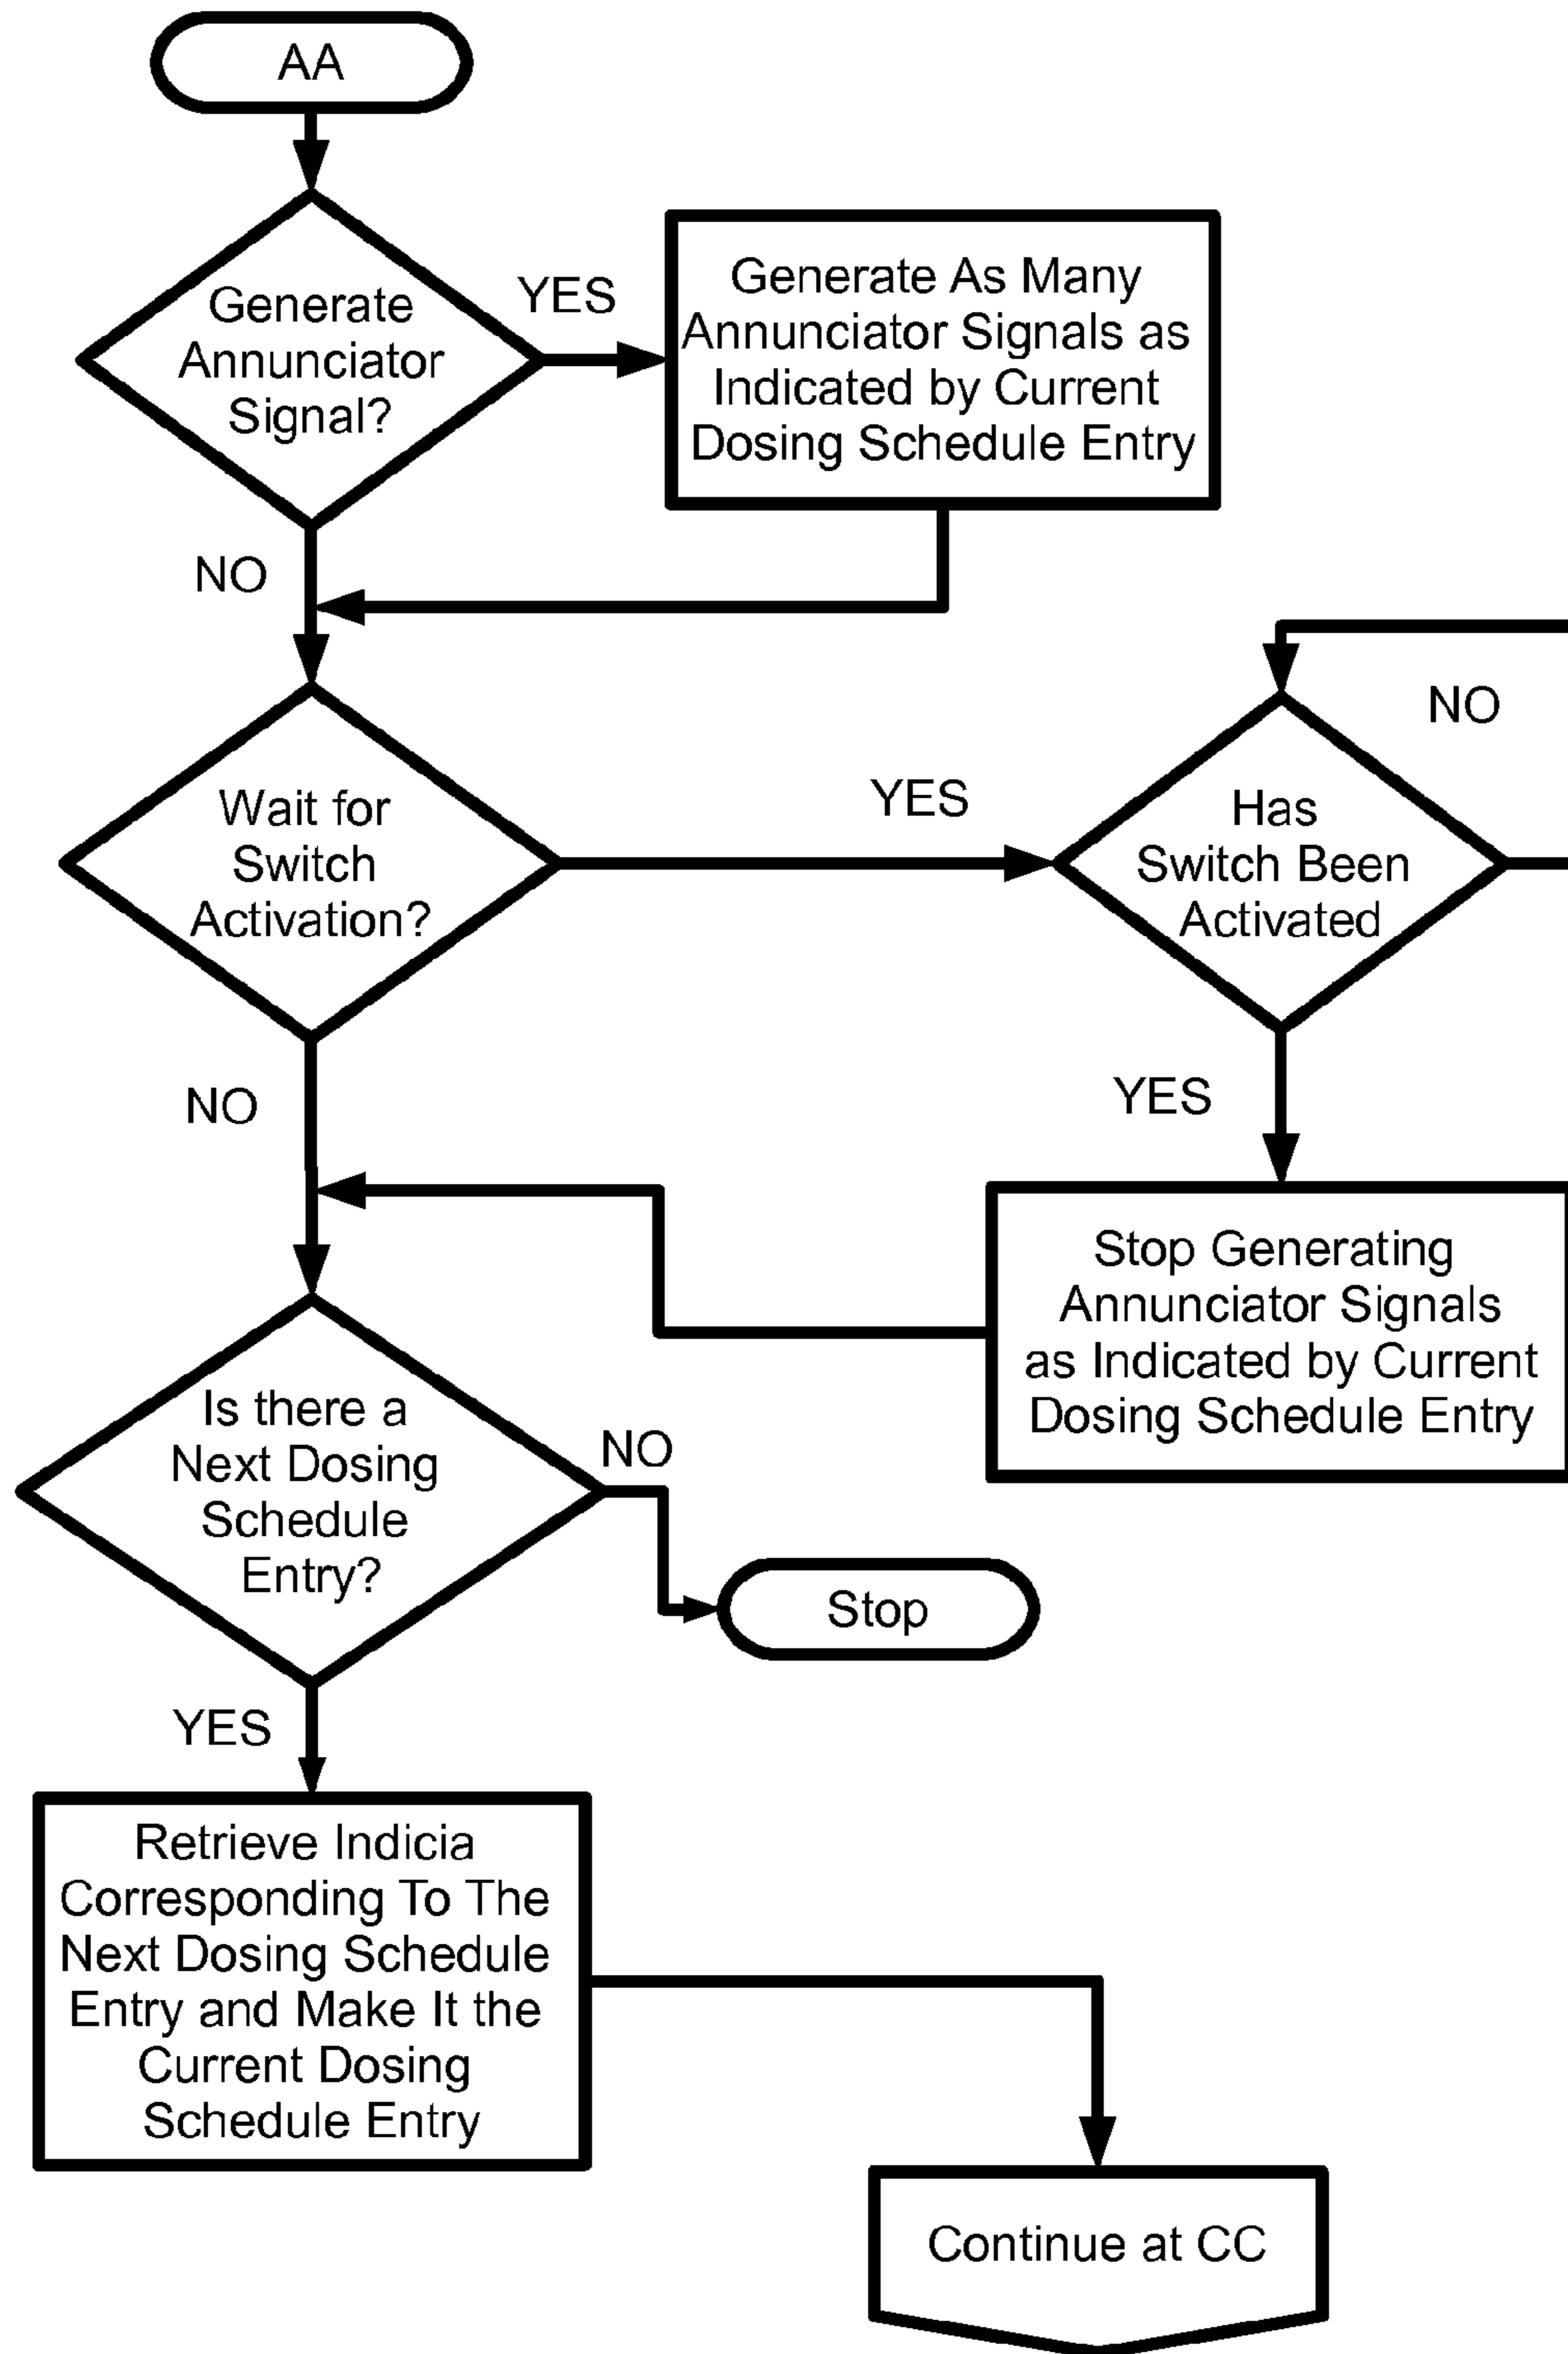 AA
Generate
Annunciator
Signal?
YES
Generate As Many
Annunciator Signals as
Indicated by Current
Dosing Schedule Entry
NO
Wait for
Switch
Activation?
YES
Has
Switch Been
Activated
NO
NO
YES
Stop Generating
Annunciator Signals
as Indicated by Current
Dosing Schedule Entry
Is there a
Next Dosing
Schedule
Entry?
NO
Stop
YES
Retrieve Indicia
Corresponding To The
Next Dosing Schedule
Entry and Make It the
Current Dosing
Schedule Entry
Continue at CC